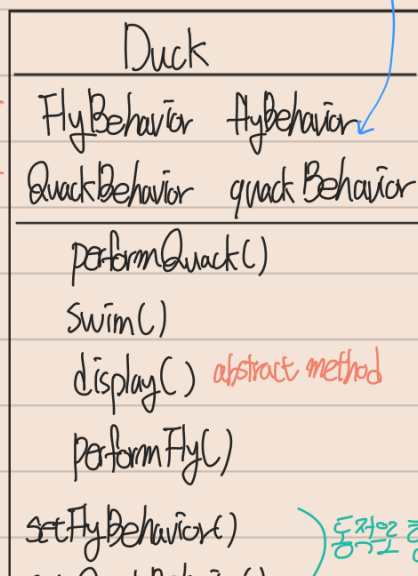 Duck
FlyBehavior flyBehavior
QuackBehavior quackBehavior
performQuack()
swim()
display() abstract method
performFly()
setFlyBehavior()